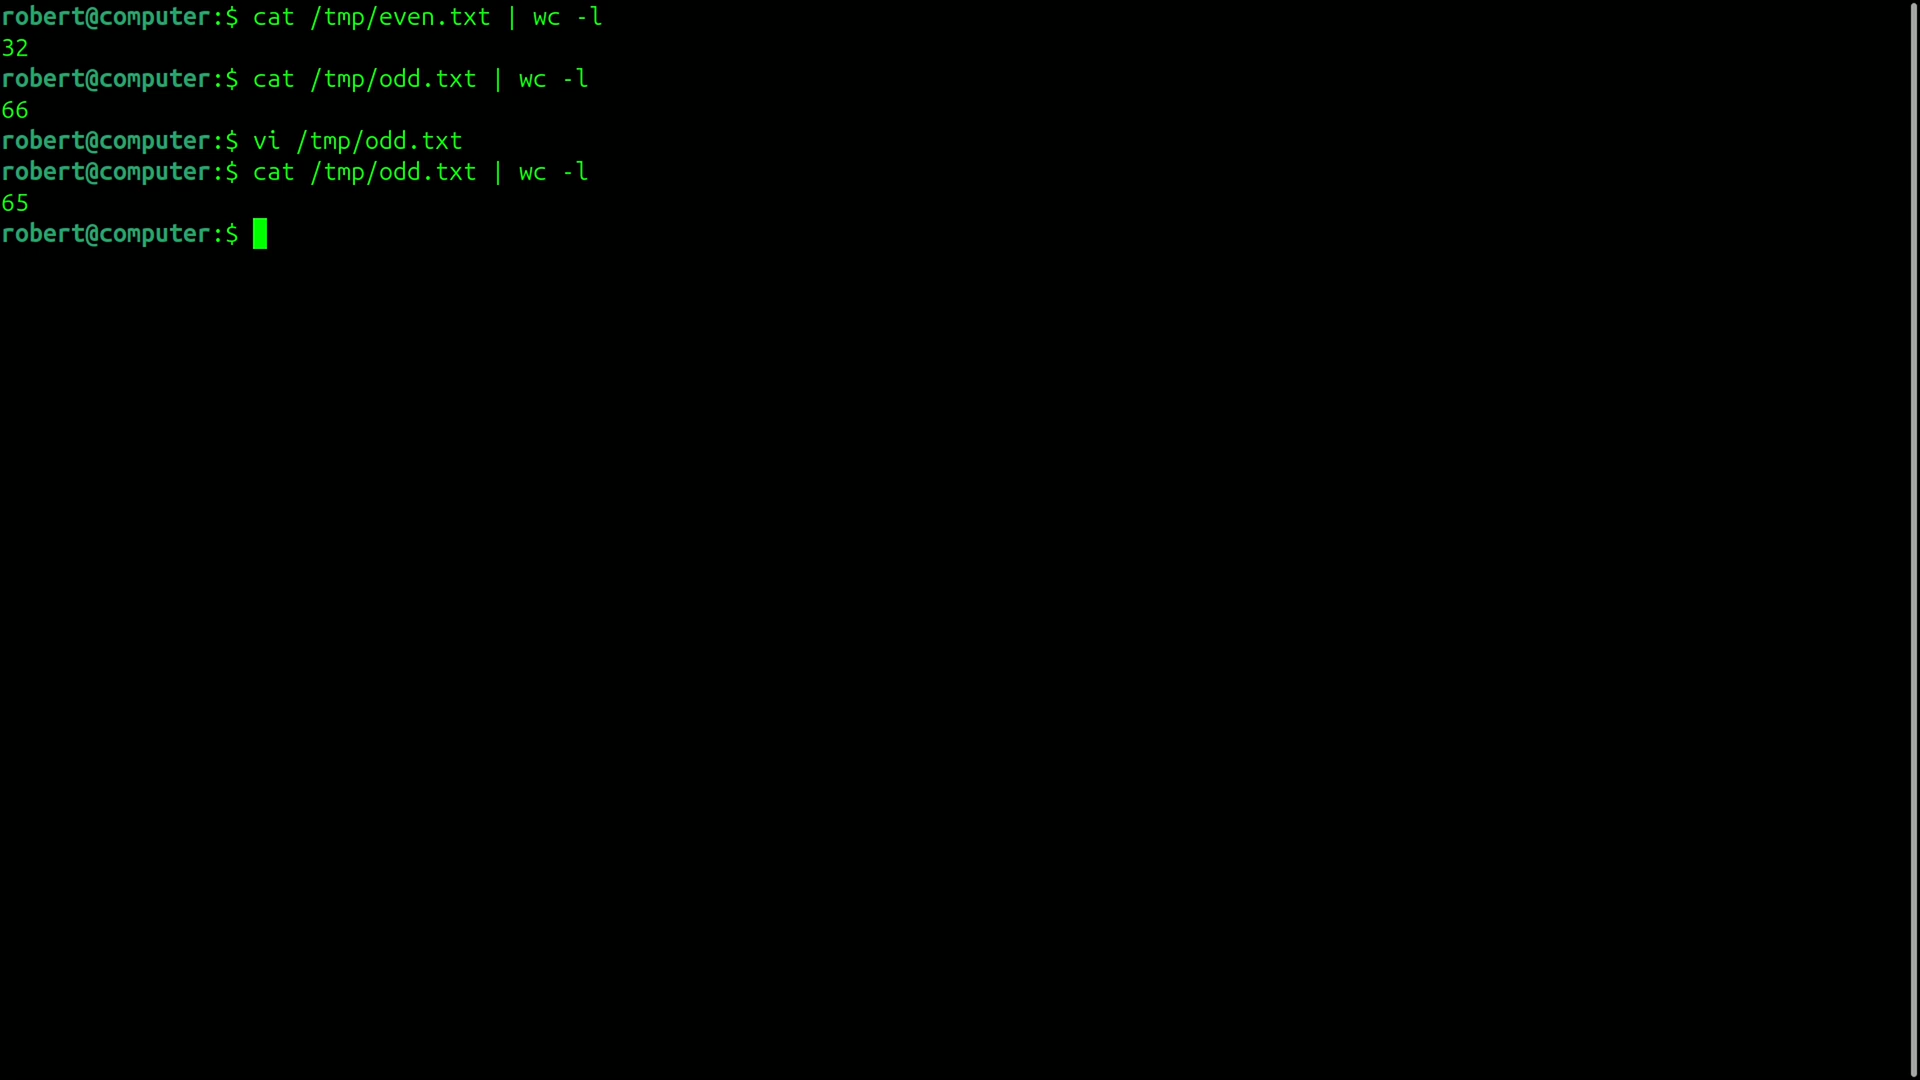 robert@computer:$ cat /tmp/even.txt | wc -l
32
robert@computer:$ cat /tmp/odd.txt | wc -l
66
robert@computer:$ vi /tmp/odd.txt
robert@computer:$ cat /tmp/odd.txt | wc -l
65
robert@computer:$